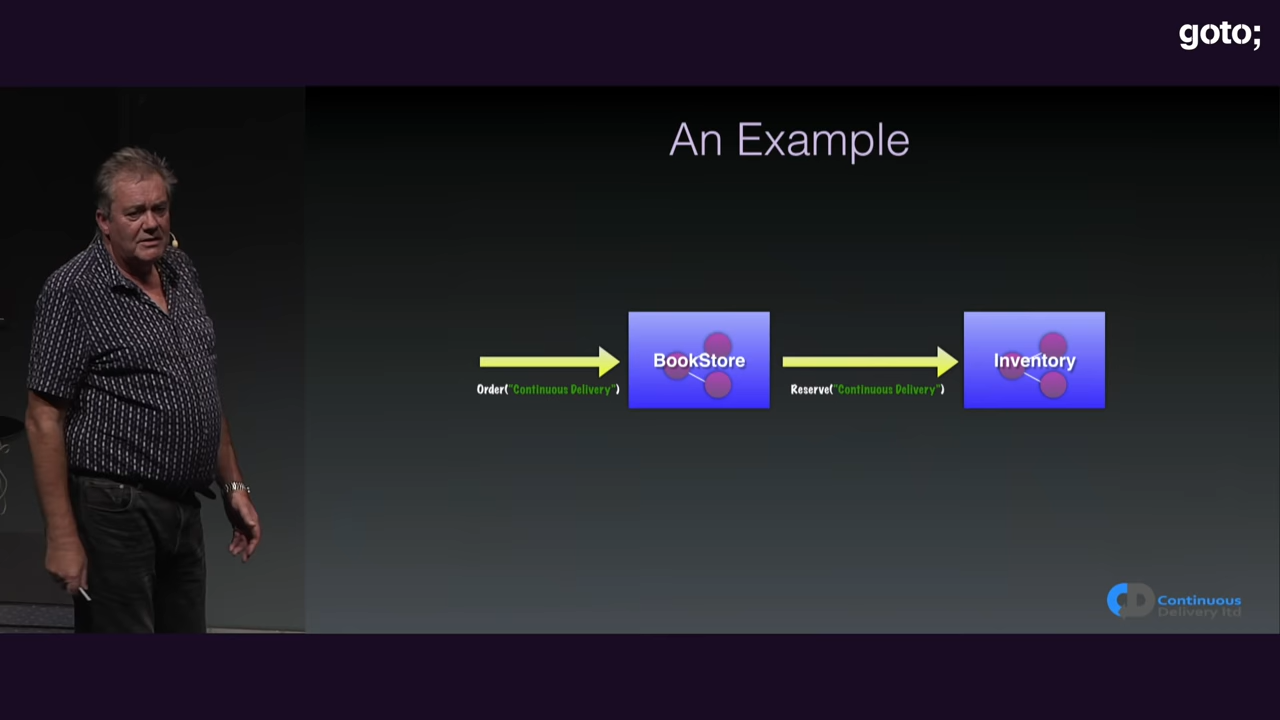 goto;
An Example
BookStore
Inventory
Order("Continuous Delivery")
Reserve("Continuous Delivery")
Continuous
Delivery ltd